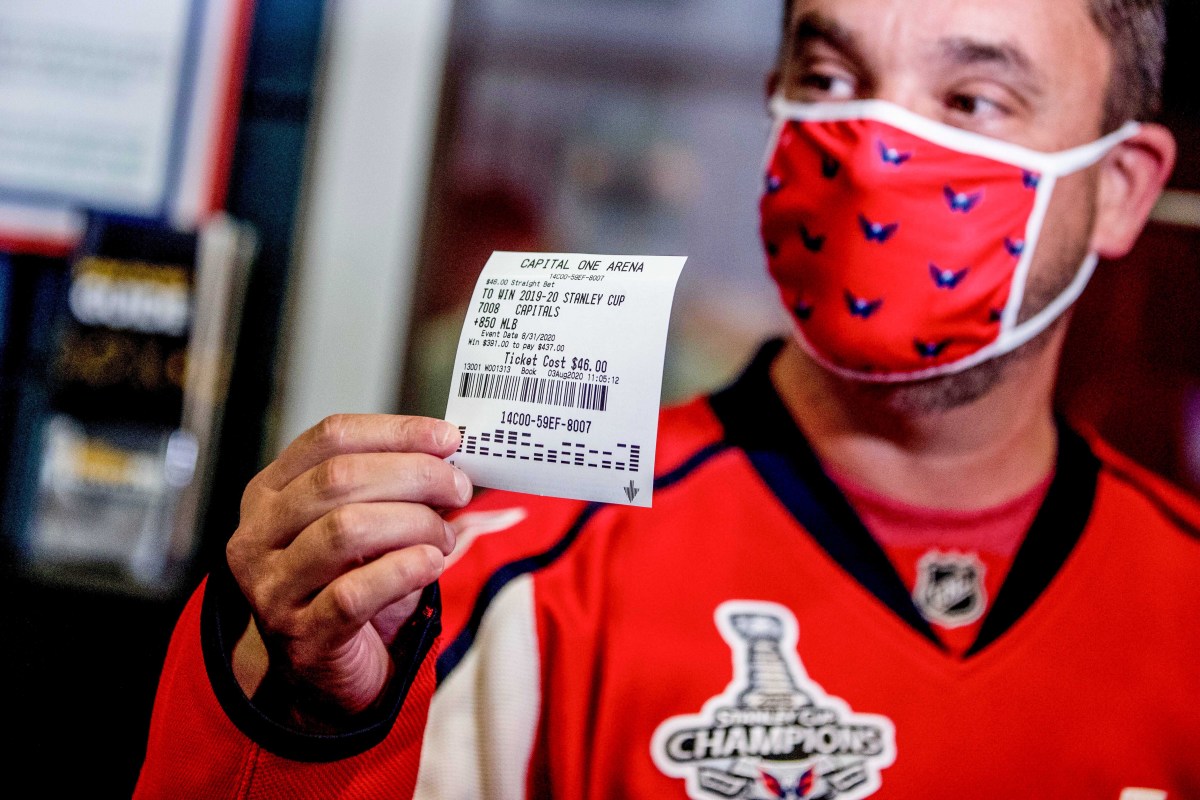 CAPITAL ONE ARENA
14C00-59EF-8007
$46.00 Straight Bet
TO WIN 2019-20 STANLEY CUP
7008 CAPITALS
+850 MLB
Event Date 8/31/2020
Win $391.00 to pay $437.00
Ticket Cost $46.00
13001 W001313 Book 03Aug2020 11:05:12
14C00-59EF-8007
NHL
STANLEY CUP
CHAMPIONS